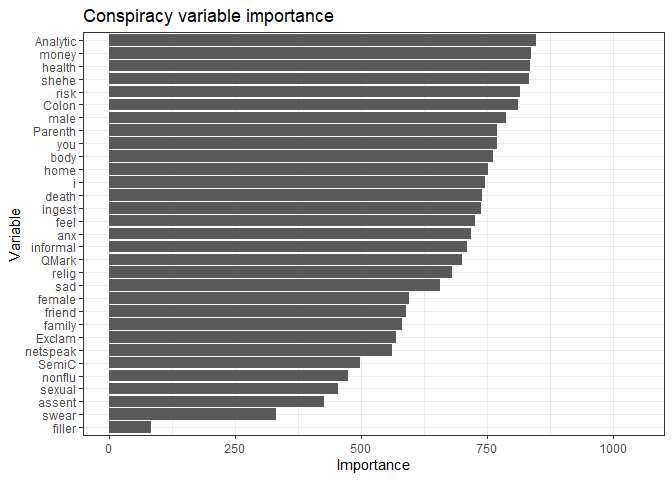 Conspiracy variable importance
Analytic
money
health
shehe
risk
Colon
male
Parenth
you
body
home
i
death
ingest
feel
anx
informal
QMark
relig
sad
female
friend
family
Exclam
netspeak
SemiC
nonflu
sexual
assent
swear
filler
Variable
0 250 500 750 1000
Importance